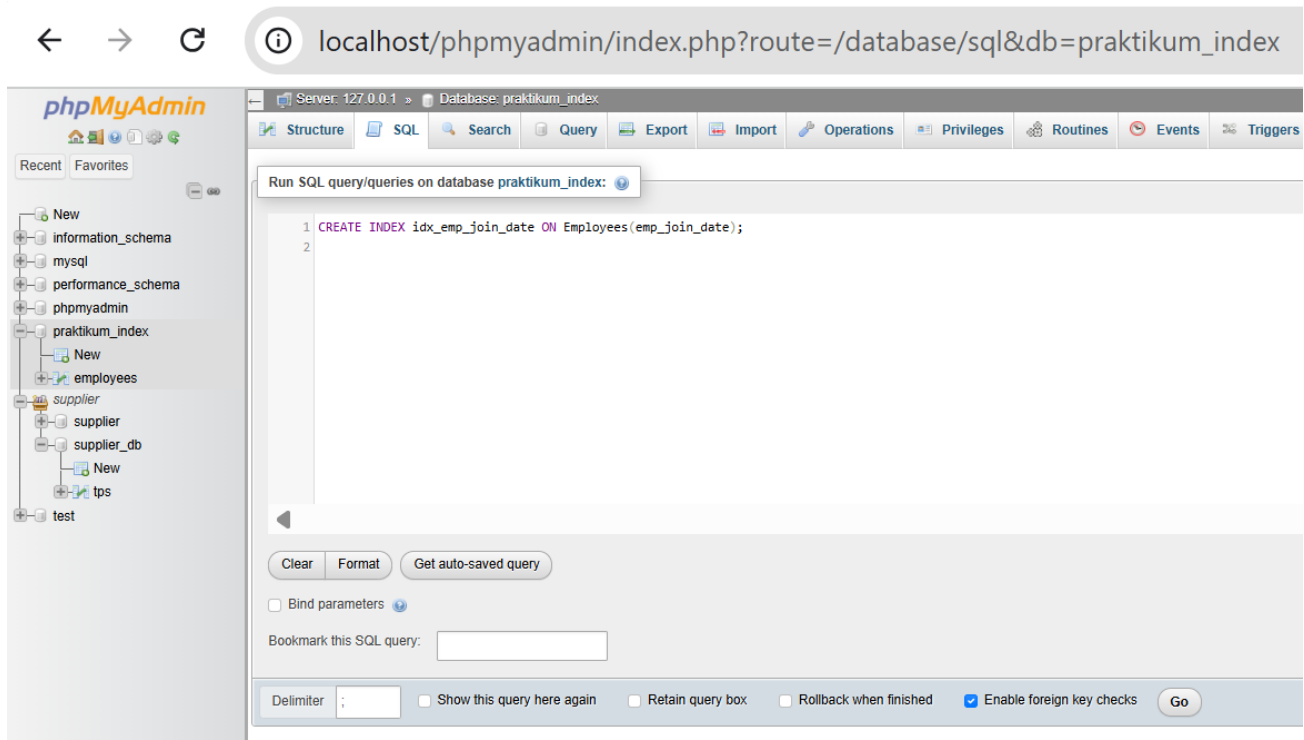 localhost/phpmyadmin/index.php?route=/database/sql&db=praktikum_index
phpMyAdmin
Recent Favorites
New
information_schema
mysql
performance_schema
phpmyadmin
praktikum_index
New
employees
supplier
supplier
supplier_db
New
tps
test
Server: 127.0.0.1 » Database: praktikum_index
Structure SQL Search Query Export Import Operations Privileges Routines Events Triggers
Run SQL query/queries on database praktikum_index:
1 CREATE INDEX idx_emp_join_date ON Employees(emp_join_date);
2
Clear Format Get auto-saved query
Bind parameters
Bookmark this SQL query:
Delimiter ; Show this query here again Retain query box Rollback when finished Enable foreign key checks Go